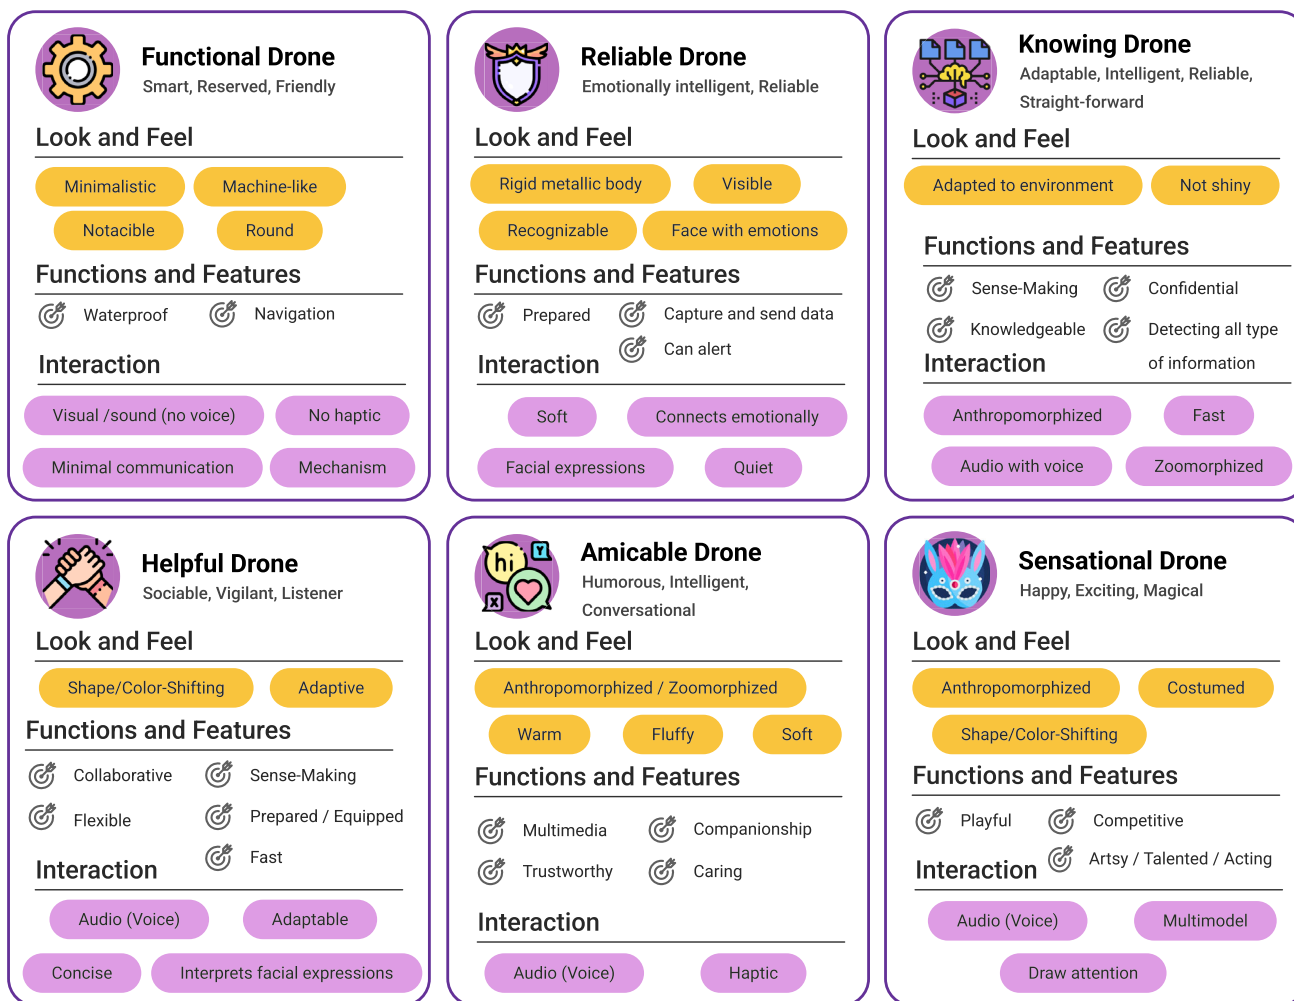 Functional Drone
Smart, Reserved, Friendly
Look and Feel
Minimalistic
Machine-like
Notacible
Round
Functions and Features
Waterproof
Navigation
Interaction
Visual /sound (no voice)
No haptic
Minimal communication
Mechanism
Reliable Drone
Emotionally intelligent, Reliable
Look and Feel
Rigid metallic body
Visible
Recognizable
Face with emotions
Functions and Features
Prepared
Capture and send data
Can alert
Interaction
Soft
Connects emotionally
Facial expressions
Quiet
Knowing Drone
Adaptable, Intelligent, Reliable,
Straight-forward
Look and Feel
Adapted to environment
Not shiny
Functions and Features
Sense-Making
Confidential
Knowledgeable
Detecting all type
of information
Interaction
Anthropomorphized
Fast
Audio with voice
Zoomorphized
Helpful Drone
Sociable, Vigilant, Listener
Look and Feel
Shape/Color-Shifting
Adaptive
Functions and Features
Collaborative
Sense-Making
Flexible
Prepared / Equipped
Fast
Interaction
Audio (Voice)
Adaptable
Concise
Interprets facial expressions
hi
Y
X
Amicable Drone
Humorous, Intelligent,
Conversational
Look and Feel
Anthropomorphized / Zoomorphized
Warm
Fluffy
Soft
Functions and Features
Multimedia
Companionship
Trustworthy
Caring
Interaction
Audio (Voice)
Haptic
Sensational Drone
Happy, Exciting, Magical
Look and Feel
Anthropomorphized
Costumed
Shape/Color-Shifting
Functions and Features
Playful
Competitive
Artsy / Talented / Acting
Interaction
Audio (Voice)
Multimodel
Draw attention